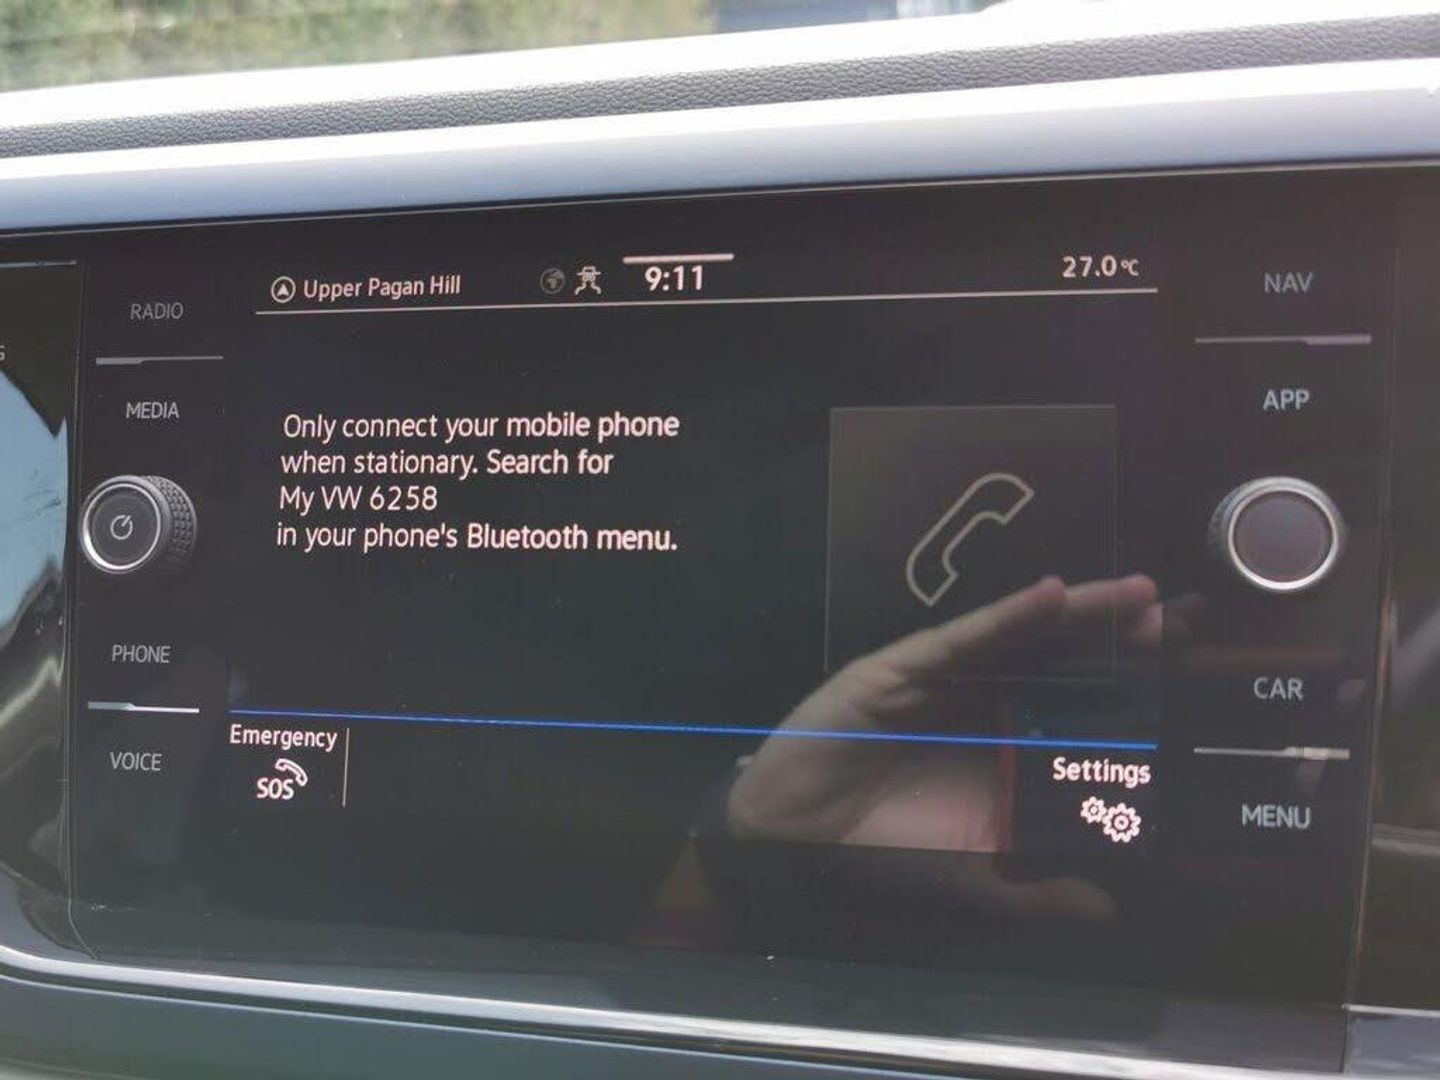 Upper Pagan Hill
9:11
27.0°C
RADIO
MEDIA
PHONE
VOICE
Only connect your mobile phone
when stationary. Search for
My VW 6258
in your phone's Bluetooth menu.
Emergency
SOS
Settings
NAV
APP
CAR
MENU